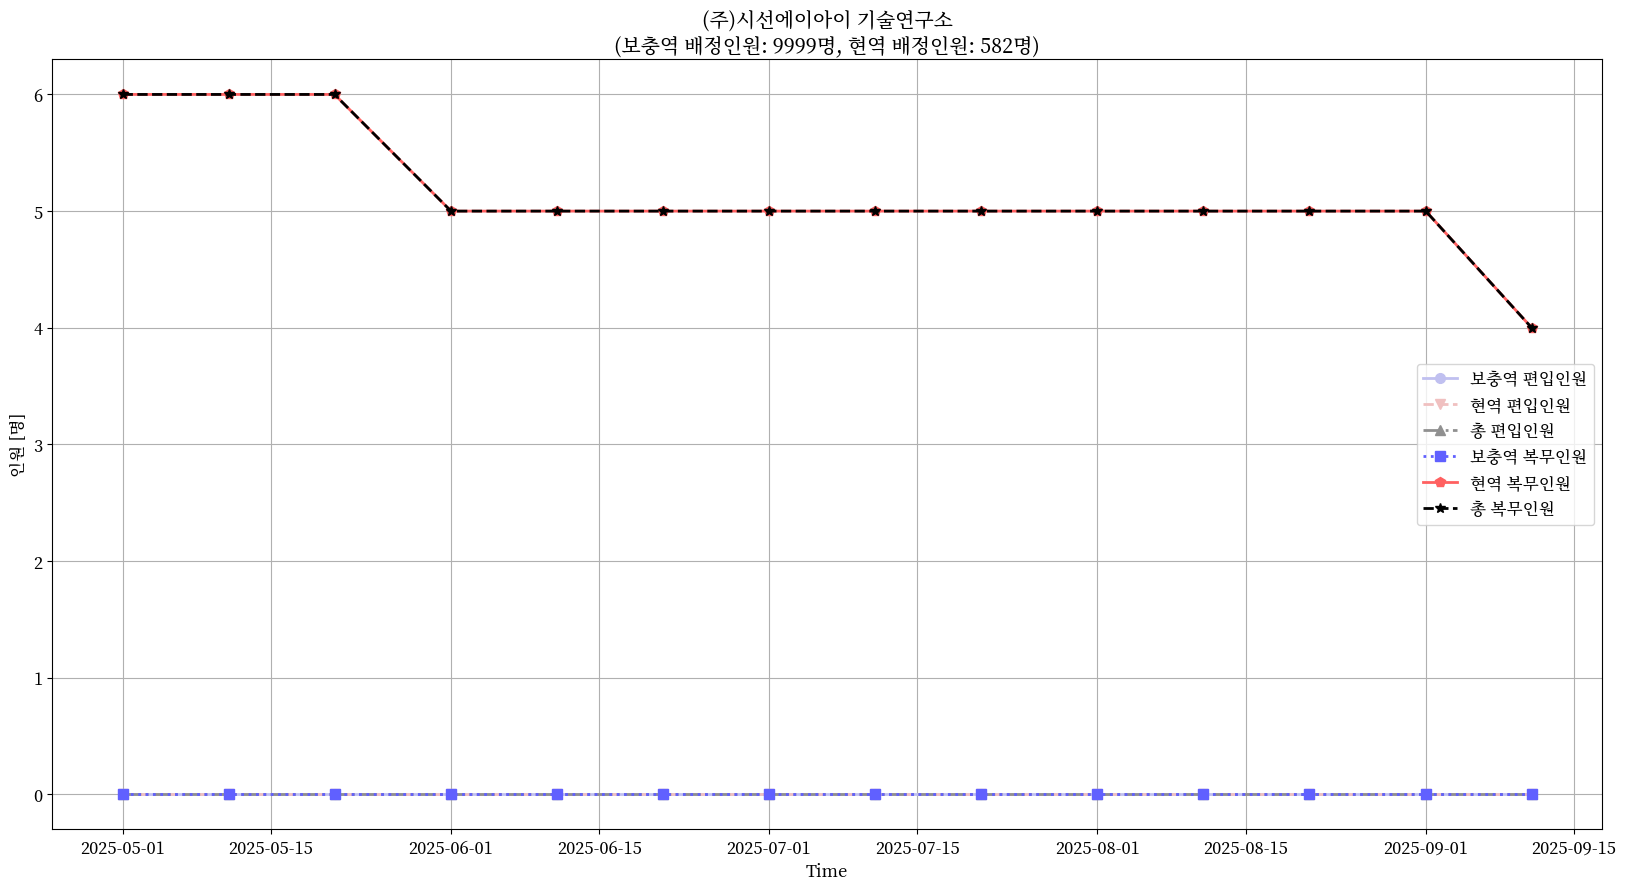 (주)시선에이아이 기술연구소
(보충역 배정인원: 9999명, 현역 배정인원: 582명)
6
5
4
3
2
1
0
인원 [명]
보충역 편입인원
현역 편입인원
총 편입인원
보충역 복무인원
현역 복무인원
총 복무인원
2025-05-01 2025-05-15 2025-06-01 2025-06-15 2025-07-01 2025-07-15 2025-08-01 2025-08-15 2025-09-01 2025-09-15
Time